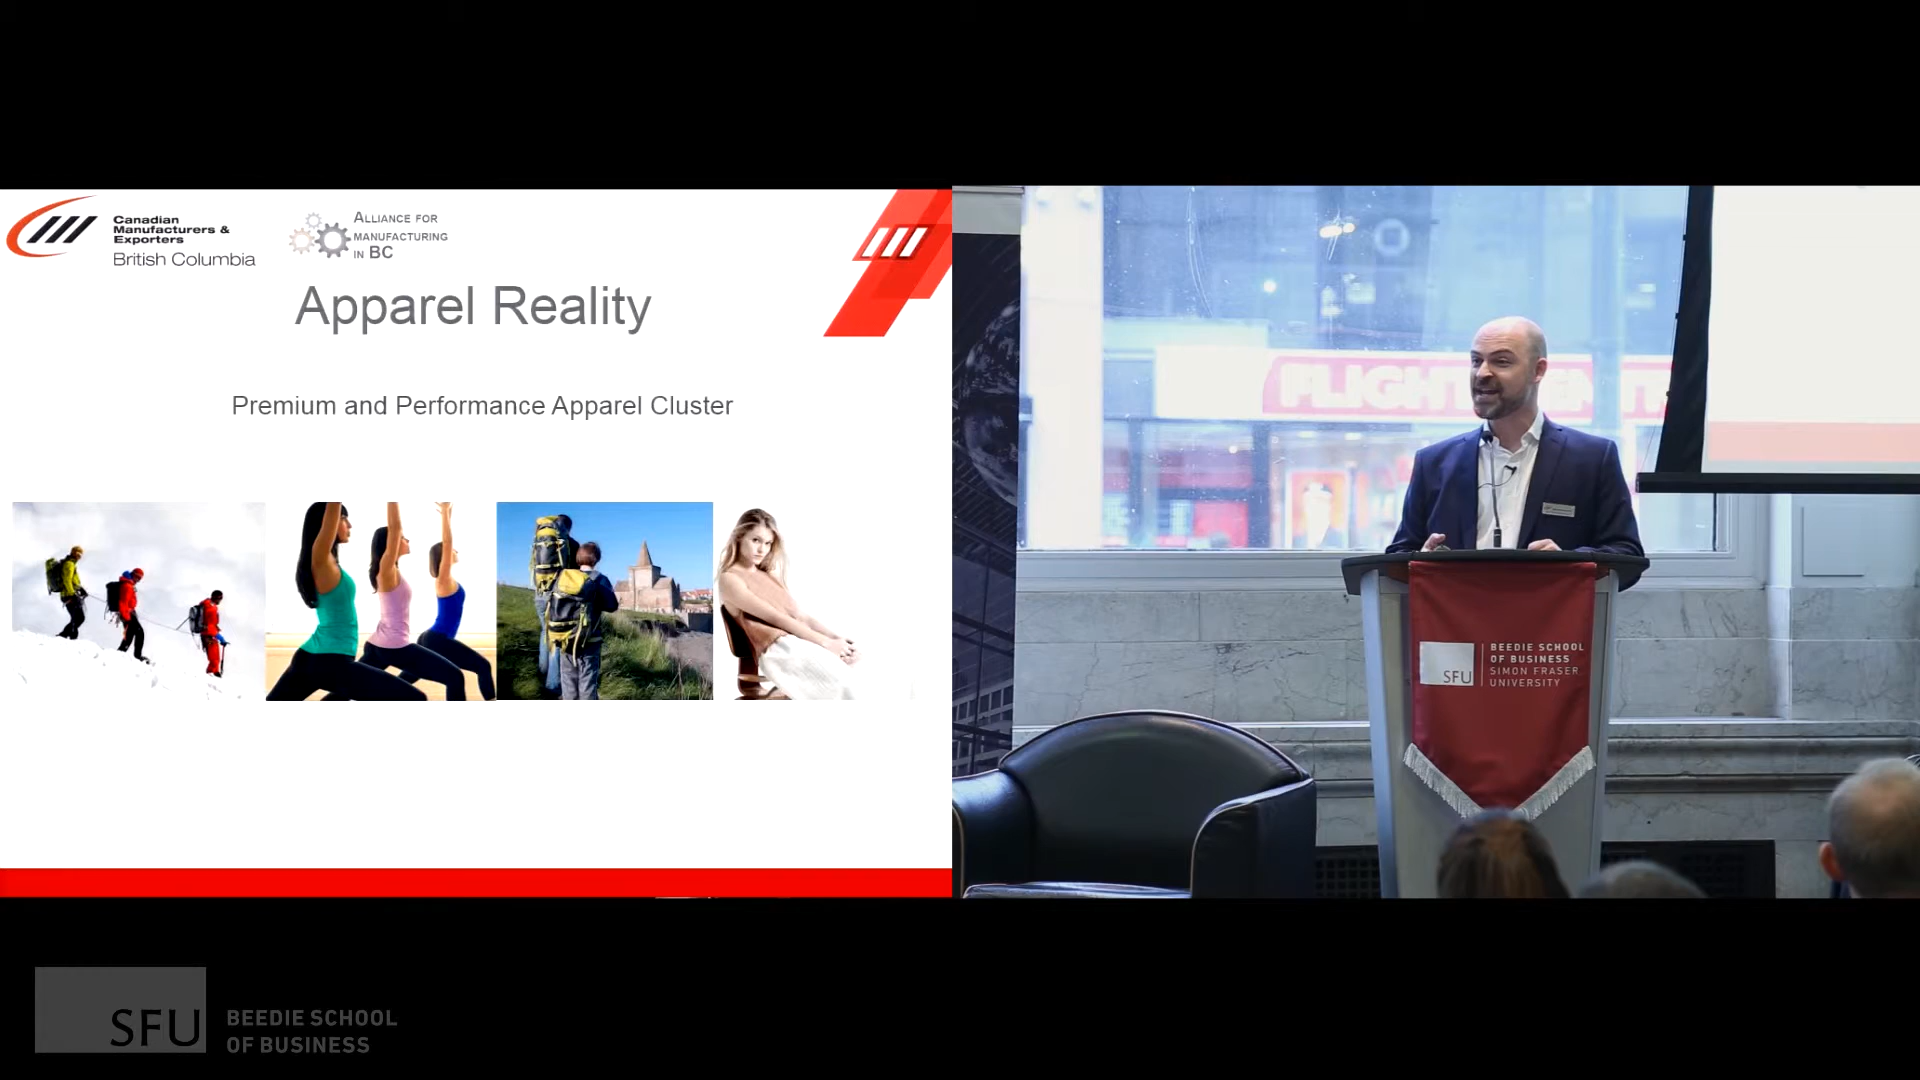 Canadian
Manufacturers &
Exporters
British Columbia
ALLIANCE FOR
MANUFACTURING
IN BC
Apparel Reality
Premium and Performance Apparel Cluster
FLIGHT
SFU
BEEDIE SCHOOL
OF BUSINESS
SIMON FRASER
UNIVERSITY
SFU
BEEDIE SCHOOL
OF BUSINESS